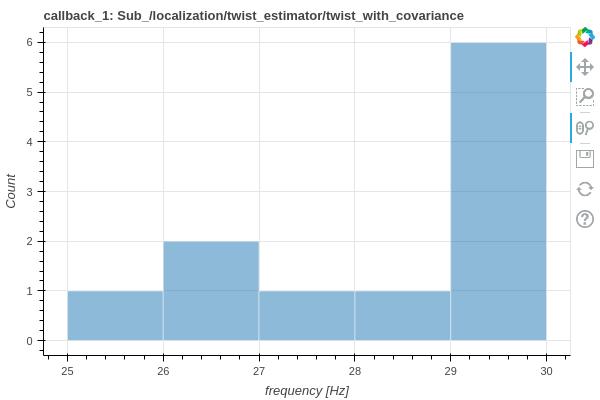 callback_1: Sub_/localization/twist_estimator/twist_with_covariance
6
5
4
3
2
1
0
Count
25 26 27 28 29 30
frequency [Hz]
?